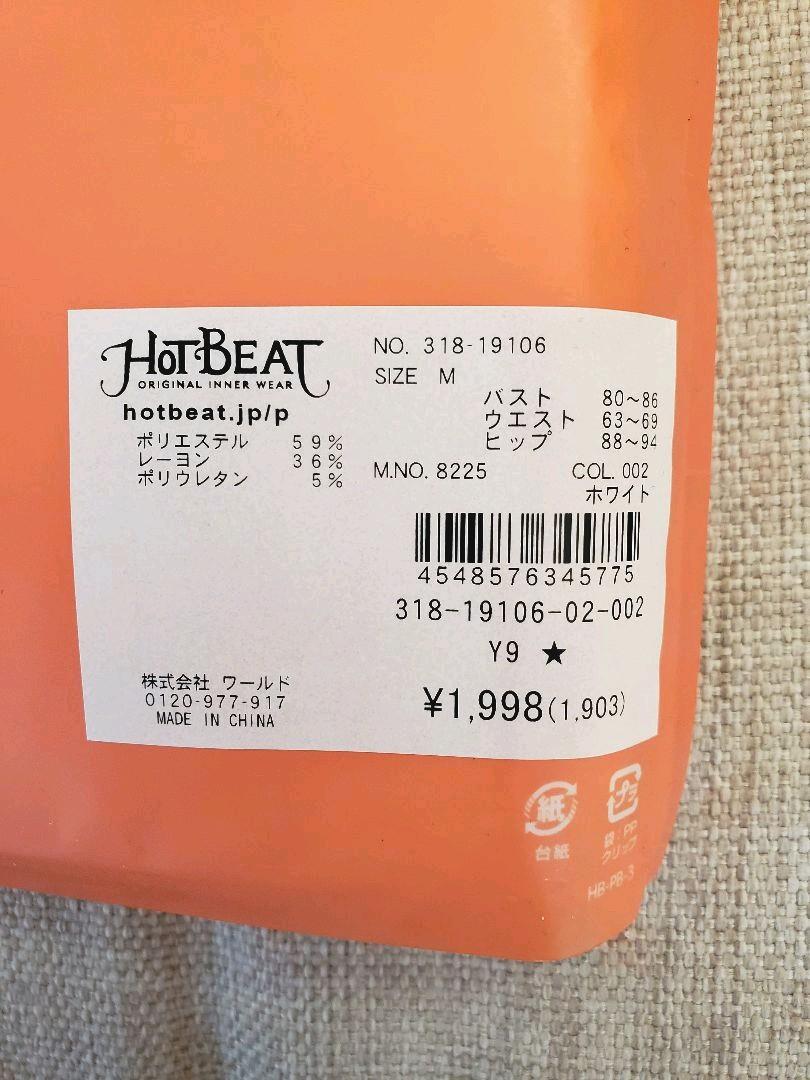 HOTBEAT
ORIGINAL INNER WEAR
hotbeat.jp/p
ポリエステル 59%
レーヨン 36%
ポリウレタン 5%
NO. 318-19106
SIZE M
バスト 80~86
ウエスト 63~69
ヒップ 88~94
M.NO. 8225 COL. 002
ホワイト
4548576345775
318-19106-02-002
Y9 ★
¥1,998(1,903)
株式会社 ワールド
0120-977-917
MADE IN CHINA
紙
台紙
プラ
袋:PP
クリップ
HB-PB-3